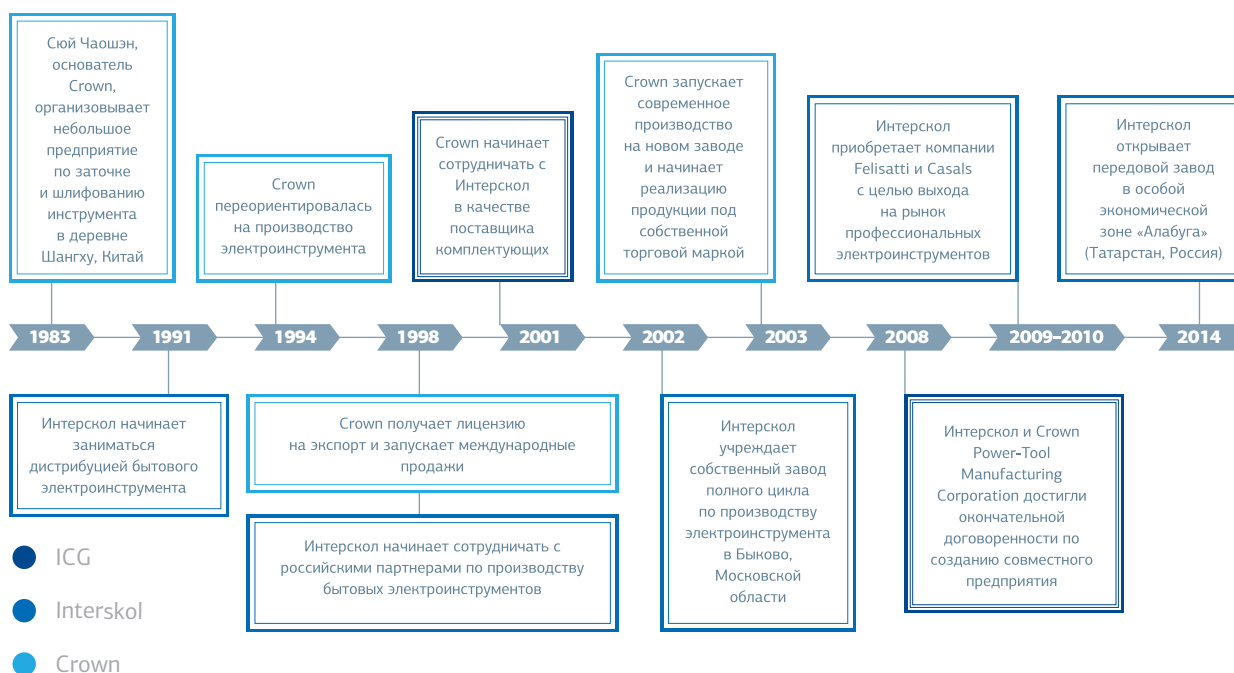 Сюй Чаошэн,
основатель
Crown,
организовывает
небольшое
предприятие
по заточке
и шлифованию
инструмента
в деревне
Шангху, Китай
Crown
переориентировалась
на производство
электроинструмента
Crown начинает
сотрудничать с
Интерскол
в качестве
поставщика
комплектующих
Crown запускает
современное
производство
на новом заводе
и начинает
реализацию
продукции под
собственной
торговой маркой
Интерскол
приобретает компании
Felisatti и Casals
с целью выхода
на рынок
профессиональных
электроинструментов
Интерскол
открывает
передовой завод
в особой
экономической
зоне «Алабуга»
(Татарстан, Россия)
1983 1991 1994 1998 2001 2002 2003 2008 2009–2010 2014
Интерскол начинает
заниматься
дистрибуцией бытового
электроинструмента
Crown получает лицензию
на экспорт и запускает международные
продажи
Интерскол начинает сотрудничать с
российскими партнерами по производству
бытовых электроинструментов
Интерскол
учреждает
собственный завод
полного цикла
по производству
электроинструмента
в Быково,
Московской
области
Интерскол и Crown
Power-Tool
Manufacturing
Corporation достигли
окончательной
договоренности по
созданию совместного
предприятия
ICG
Interskol
Crown